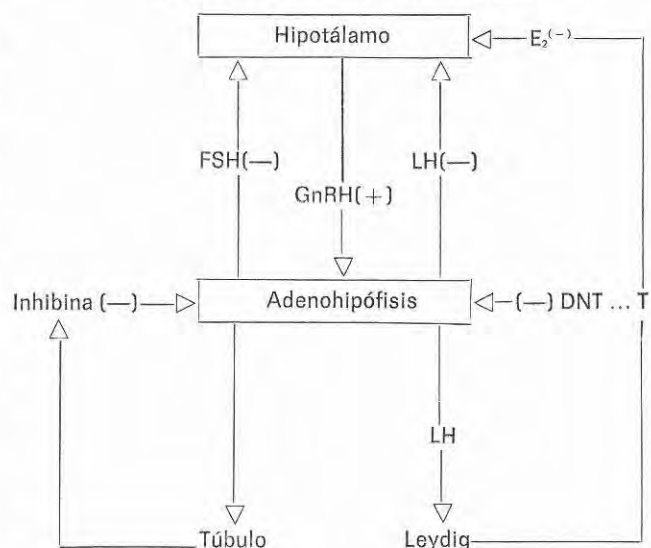 Hipotálamo
E₂(-)
FSH(—)
LH(—)
GnRH(+)
Inhibina (—)
Adenohipófisis
(—) DNT ... T
LH
Túbulo
Leydig